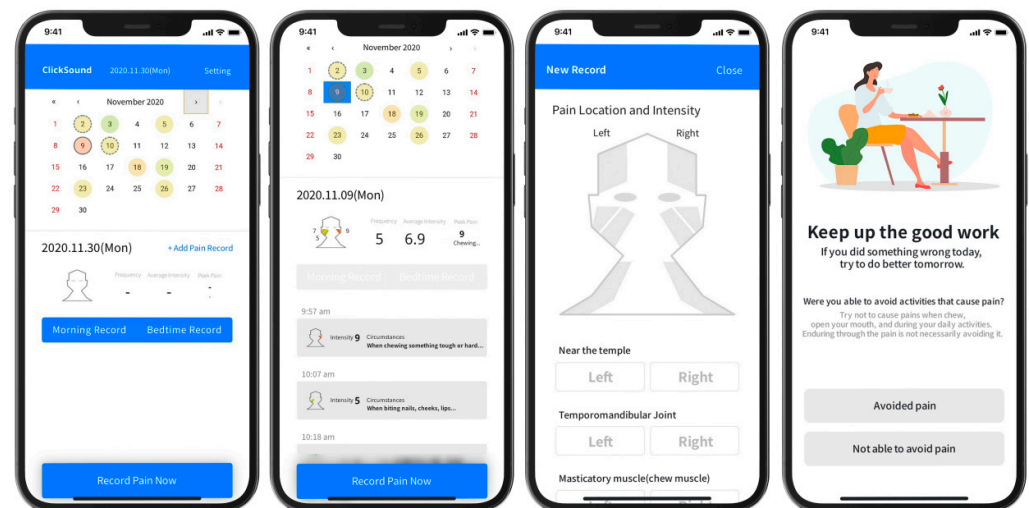 9:41
ClickSound 2020.11.30(Mon) Setting
« ‹ November 2020 › »
1 2 3 4 5 6 7
8 9 10 11 12 13 14
15 16 17 18 19 20 21
22 23 24 25 26 27 28
29 30
2020.11.30(Mon) + Add Pain Record
Frequency Average Intensity Peak Pain
- - -
Morning Record Bedtime Record
Record Pain Now
9:41
« ‹ November 2020 ›
1 2 3 4 5 6 7
8 9 10 11 12 13 14
15 16 17 18 19 20 21
22 23 24 25 26 27 28
29 30
2020.11.09(Mon)
Frequency Average Intensity Peak Pain
7 9 5
5 6.9 9
Chewing...
Morning Record Bedtime Record
9:57 am
Intensity 9 Circumstances
When chewing something tough or hard...
10:07 am
Intensity 5 Circumstances
When biting nails, cheeks, lips...
10:18 am
Record Pain Now
9:41
New Record Close
Pain Location and Intensity
Left Right
Near the temple
Left Right
Temporomandibular Joint
Left Right
Masticatory muscle(chew muscle)
Left Right
9:41
Keep up the good work
If you did something wrong today,
try to do better tomorrow.
Were you able to avoid activities that cause pain?
Try not to cause pains when chew,
open your mouth, and during your daily activities.
Enduring through the pain is not necessarily avoiding it.
Avoided pain
Not able to avoid pain